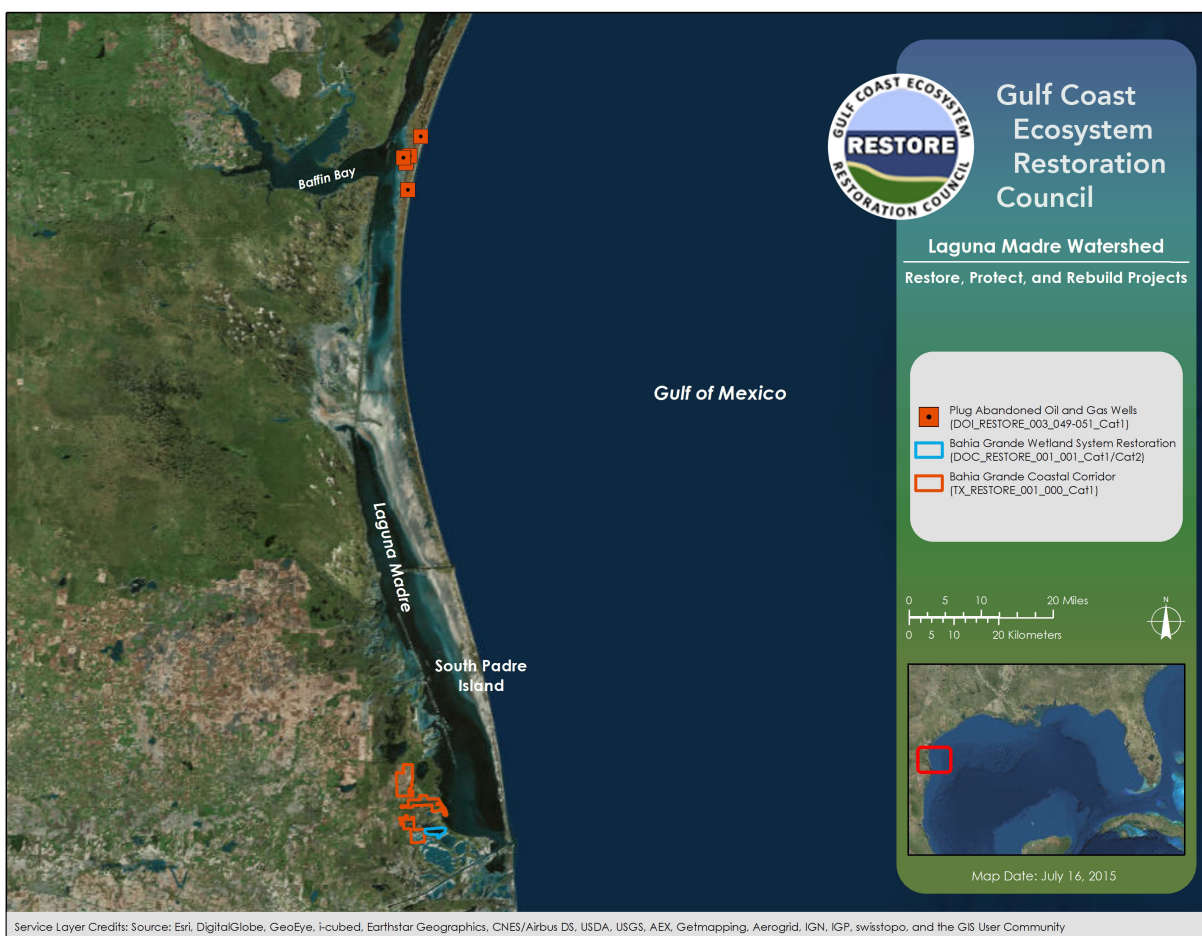 GULF COAST ECOSYSTEM
RESTORE
RESTORATION COUNCIL
Gulf Coast
Ecosystem
Restoration
Council
Laguna Madre Watershed
Restore, Protect, and Rebuild Projects
Baffin Bay
Gulf of Mexico
Laguna Madre
South Padre
Island
Plug Abandoned Oil and Gas Wells
(DOI_RESTORE_003_049-051_Cat1)
Bahia Grande Wetland System Restoration
(DOC_RESTORE_001_001_Cat1/Cat2)
Bahia Grande Coastal Corridor
(TX_RESTORE_001_000_Cat1)
0 5 10 20 Miles
0 5 10 20 Kilometers
N
Map Date: July 16, 2015
Service Layer Credits: Source: Esri, DigitalGlobe, GeoEye, i-cubed, Earthstar Geographics, CNES/Airbus DS, USDA, USGS, AEX, Getmapping, Aerogrid, IGN, IGP, swisstopo, and the GIS User Community